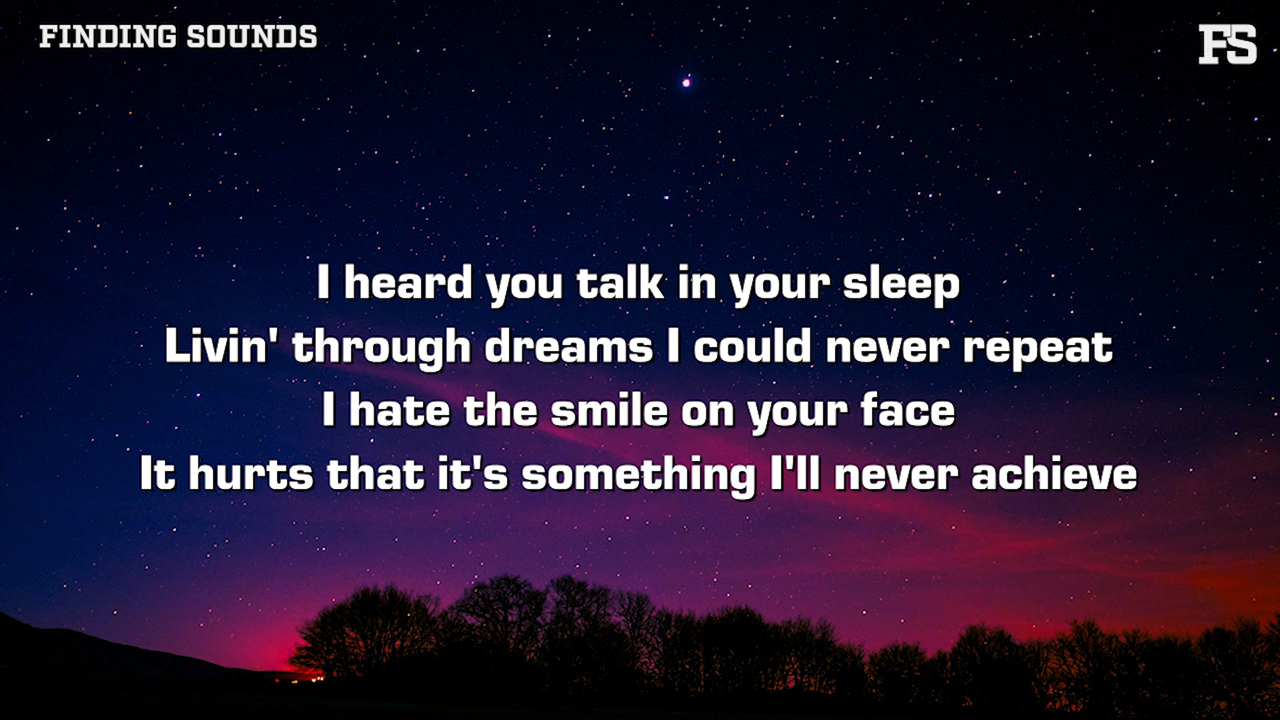 FINDING SOUNDS
FS
I heard you talk in your sleep
Livin' through dreams I could never repeat
I hate the smile on your face
It hurts that it's something I'll never achieve